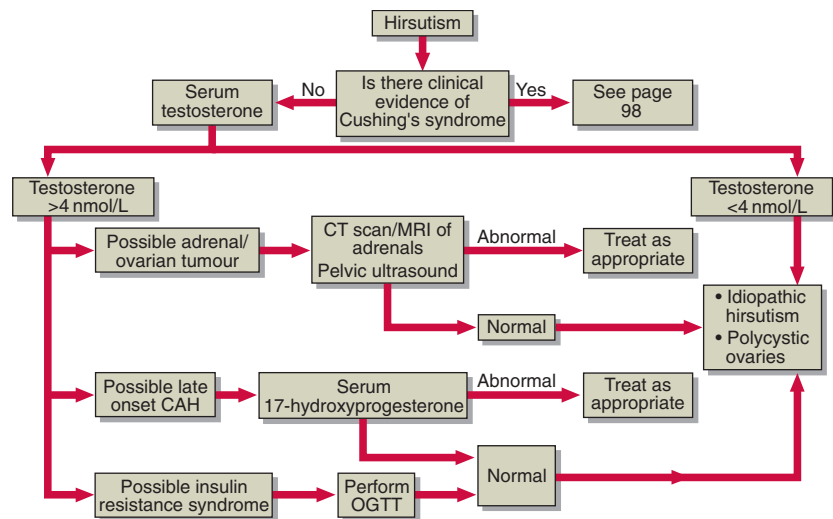 Hirsutism
Is there clinical
evidence of
Cushing's syndrome
No
Yes
Serum
testosterone
See page
98
Testosterone
>4 nmol/L
Testosterone
<4 nmol/L
Possible adrenal/
ovarian tumour
CT scan/MRI of
adrenals
Pelvic ultrasound
Abnormal
Treat as
appropriate
Normal
• Idiopathic
hirsutism
• Polycystic
ovaries
Possible late
onset CAH
Serum
17-hydroxyprogesterone
Abnormal
Treat as
appropriate
Normal
Possible insulin
resistance syndrome
Perform
OGTT